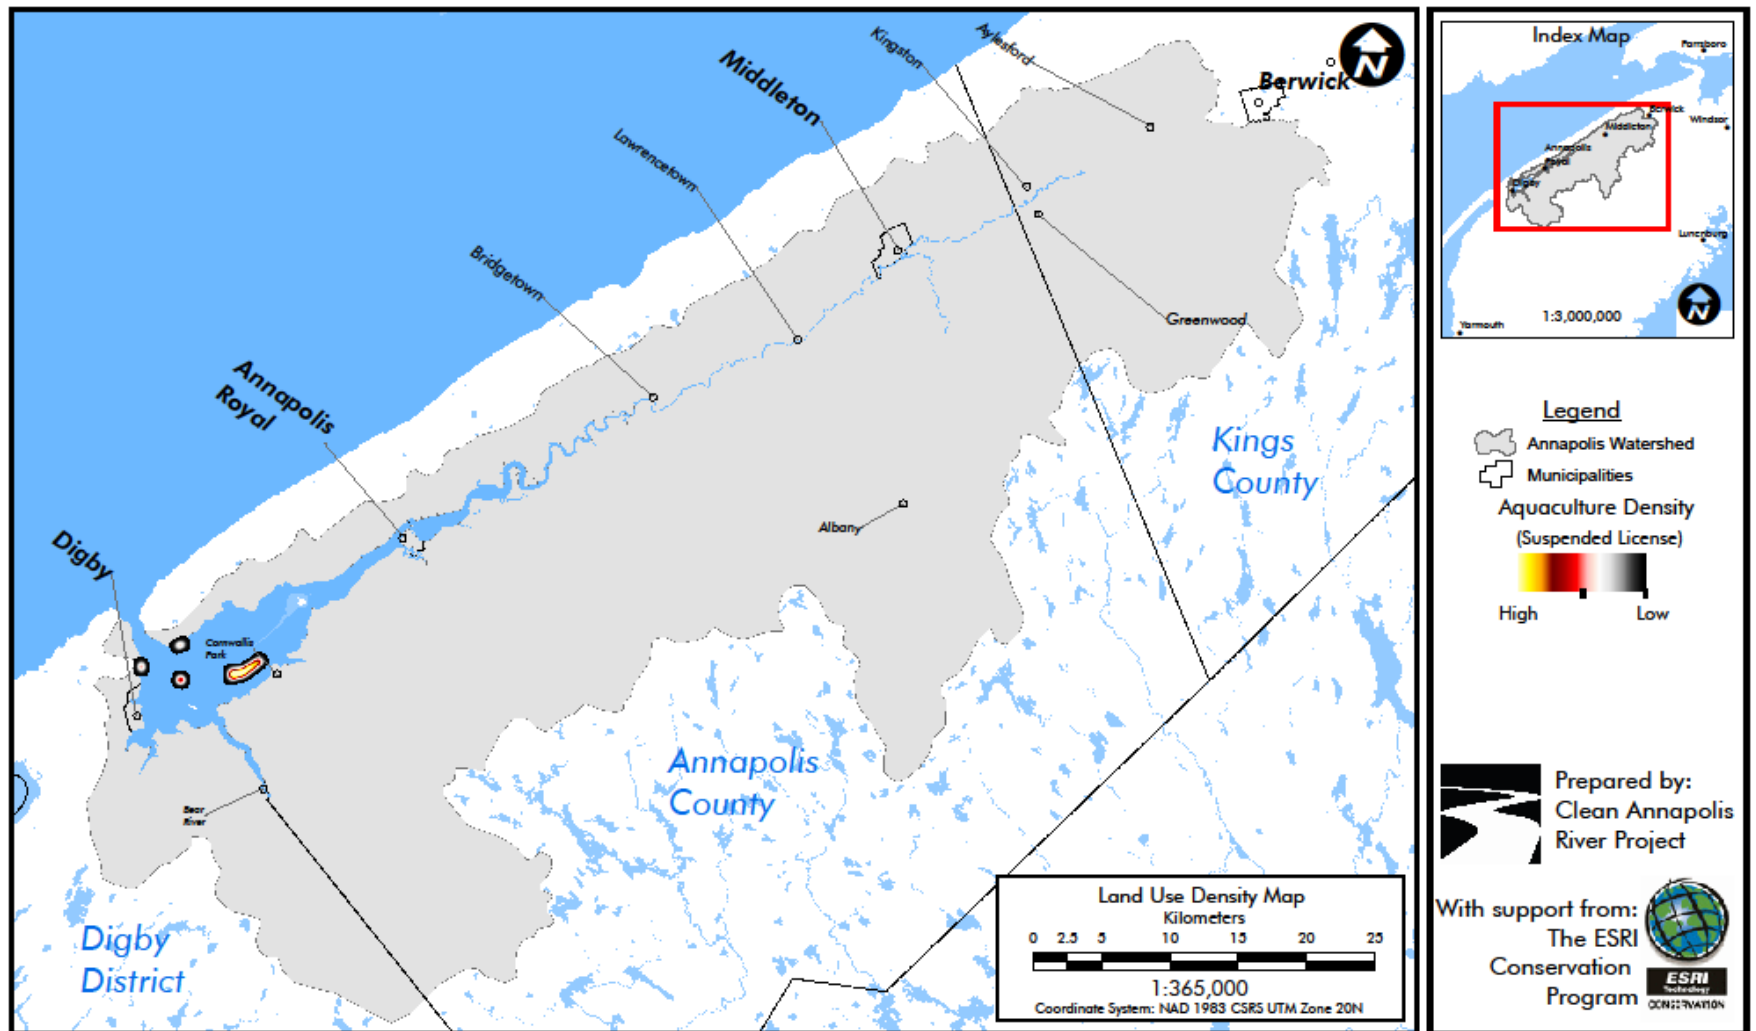 Kingston
Aylesford
N
Middleton
Berwick
Lawrencetown
Bridgetown
Greenwood
Annapolis
Royal
Kings
County
Albany
Digby
Cornwallis
Park
Annapolis
County
Bear
River
Digby
District
Land Use Density Map
Kilometers
0 2.5 5 10 15 20 25
1:365,000
Coordinate System: NAD 1983 CSRS UTM Zone 20N
Index Map
Parrsboro
Berwick
Windsor
Middleton
Annapolis
Royal
Digby
Lunenburg
N
1:3,000,000
Yarmouth
Legend
Annapolis Watershed
Municipalities
Aquaculture Density
(Suspended License)
High Low
Prepared by:
Clean Annapolis
River Project
With support from:
The ESRI
Conservation
Program
ESRI
Technology
CONSERVATION